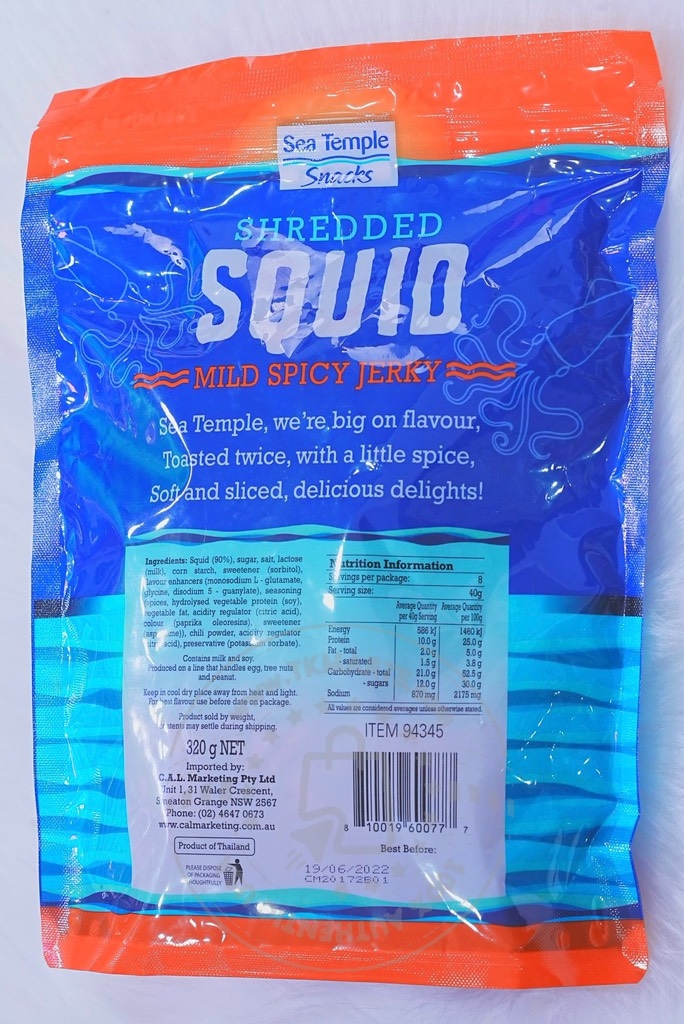 Sea Temple
Snacks
SHREDDED
SQUID
MILD SPICY JERKY
Sea Temple, we're big on flavour,
Toasted twice, with a little spice,
Soft and sliced, delicious delights!
Ingredients: Squid (90%), sugar, salt, lactose
(milk), corn starch, sweetener (sorbitol),
flavour enhancers (monosodium L - glutamate,
glycine, disodium 5 - guanylate), seasoning
spices, hydrolysed vegetable protein (soy),
vegetable fat, acidity regulator (citric acid),
colour (paprika oleoresins), sweetener
chili powder, acidity regulator
acid), preservative (potassium sorbate).
Contains milk and soy.
Produced on a line that handles egg, tree nuts
and peanut.
Keep in cool dry place away from heat and light.
For best flavour use before date on package.
Product sold by weight,
contents may settle during shipping.
320 g NET
Imported by:
C.A.L. Marketing Pty Ltd
Unit 1, 31 Waler Crescent,
Smeaton Grange NSW 2567
Phone: (02) 4647 0673
www.calmarketing.com.au
Product of Thailand
PLEASE DISPOSE
OF PACKAGING
THOUGHTFULLY
Nutrition Information
Servings per package: 8
Serving size: 40g
Average Quantity Average Quantity
per 40g Serving per 100g
Energy 586 kJ 1460 kJ
Protein 10.0 g 25.0 g
Fat - total 2.0 g 5.0 g
- saturated 1.5 g 3.8 g
Carbohydrate - total 21.0 g 52.5 g
- sugars 12.0 g 30.0 g
Sodium 870 mg 2175 mg
All values are considered averages unless otherwise stated.
ITEM 94345
8 10019 60077 7
Best Before:
19/06/2022
CM20172B01